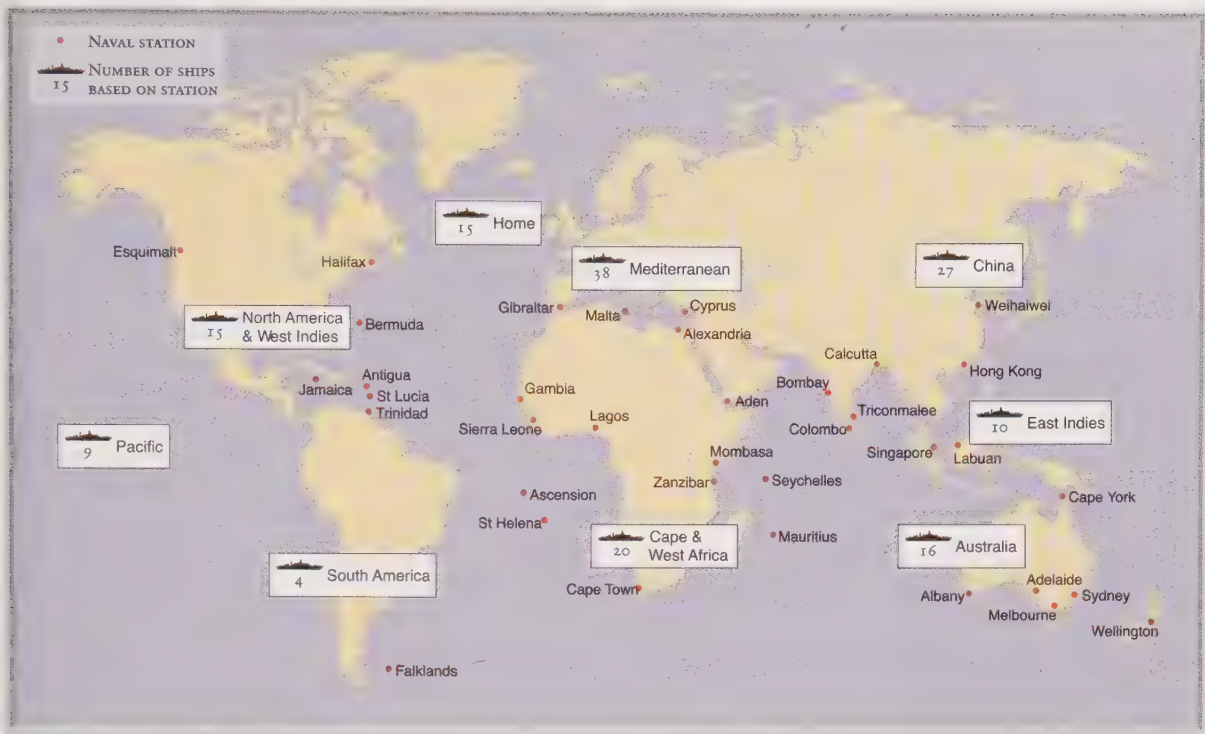 NAVAL STATION
15
NUMBER OF SHIPS
BASED ON STATION
15 Home
Esquimalt
Halifax
38 Mediterranean
27 China
Gibraltar
Malta
Cyprus
Alexandria
Weihaiwei
15
North America
& West Indies
Bermuda
Calcutta
Hong Kong
Jamaica
Antigua
St Lucia
Trinidad
Gambia
Sierra Leone
Lagos
Aden
Bombay
Triconmalee
Colombo
10 East Indies
9 Pacific
Singapore
Labuan
Mombasa
Zanzibar
Seychelles
Ascension
St Helena
Cape York
20
Cape &
West Africa
Mauritius
16 Australia
4 South America
Cape Town
Albany
Adelaide
Sydney
Melbourne
Wellington
Falklands